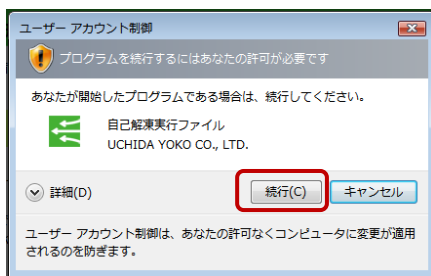 ユーザー アカウント制御
プログラムを続行するにはあなたの許可が必要です
あなたが開始したプログラムである場合は、続行してください。
自己解凍実行ファイル
UCHIDA YOKO CO., LTD.
詳細(D)
続行(C)
キャンセル
ユーザー アカウント制御は、あなたの許可なくコンピュータに変更が適用
されるのを防ぎます。